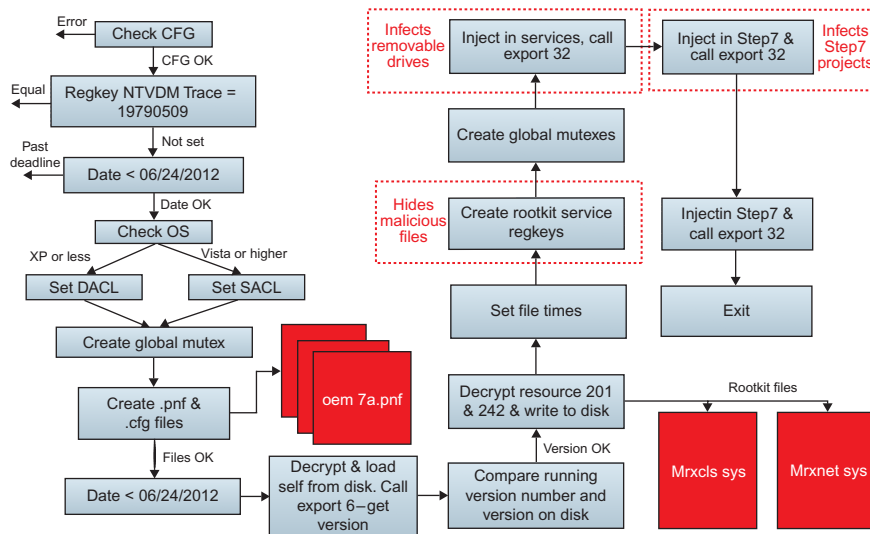 Error
Check CFG
CFG OK
Equal
Regkey NTVDM Trace =
19790509
Not set
Past
deadline
Date < 06/24/2012
Date OK
Check OS
XP or less
Vista or higher
Set DACL
Set SACL
Create global mutex
Create .pnf &
.cfg files
oem 7a.pnf
Files OK
Date < 06/24/2012
Decrypt & load
self from disk. Call
export 6–get
version
Compare running
version number and
version on disk
Version OK
Decrypt resource 201
& 242 & write to disk
Rootkit files
Mrxcls sys
Mrxnet sys
Set file times
Hides
malicious
files
Create rootkit service
regkeys
Create global mutexes
Infects
removable
drives
Inject in services, call
export 32
Inject in Step7 &
call export 32
Infects
Step7
projects
Injectin Step7 &
call export 32
Exit